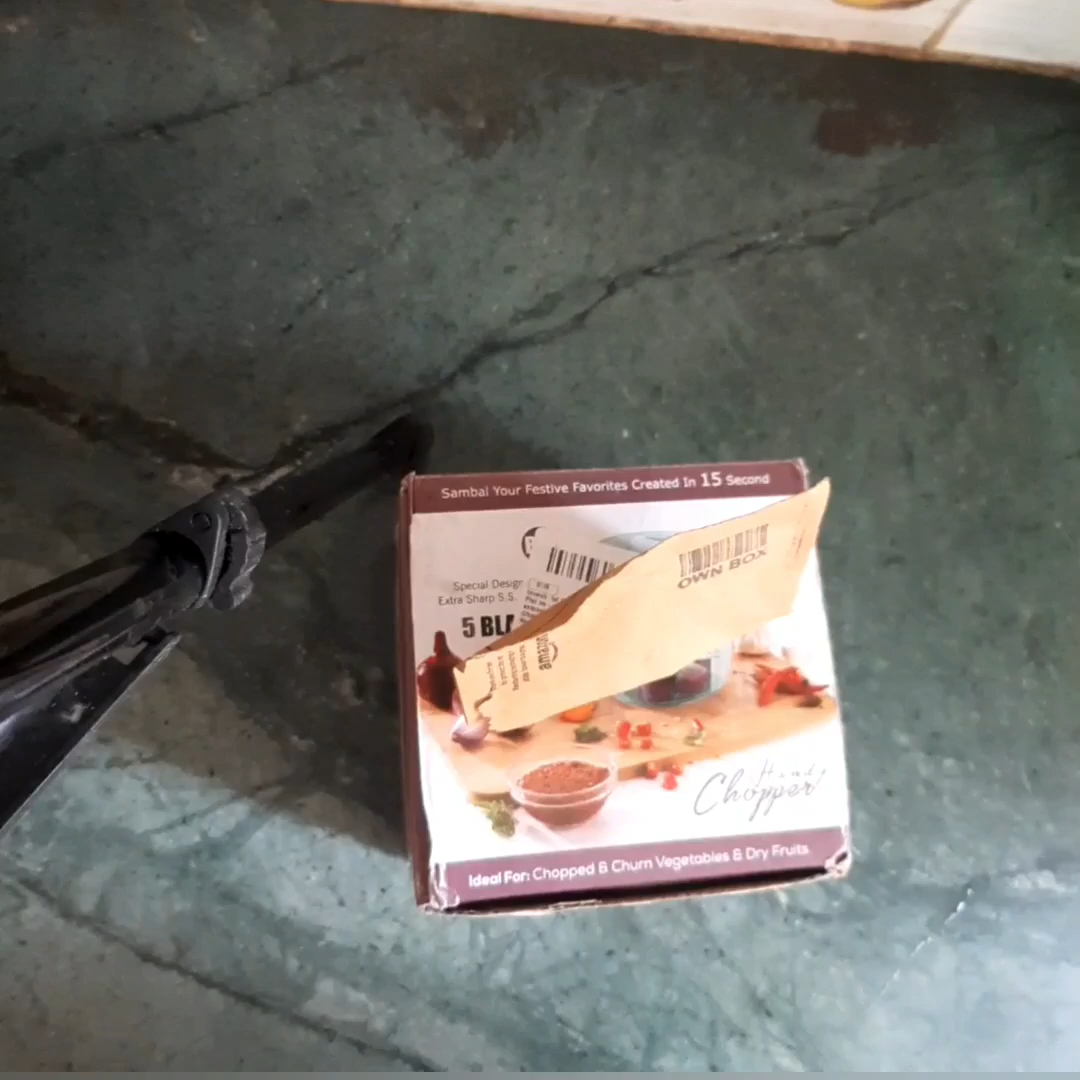 Sambal Your Festive Favorites Created In 15 Second
Special Design
Extra Sharp S.S.
5 BLA
OWN BOX
amazon
Hand
Chopper
Ideal For: Chopped & Churn Vegetables & Dry Fruits